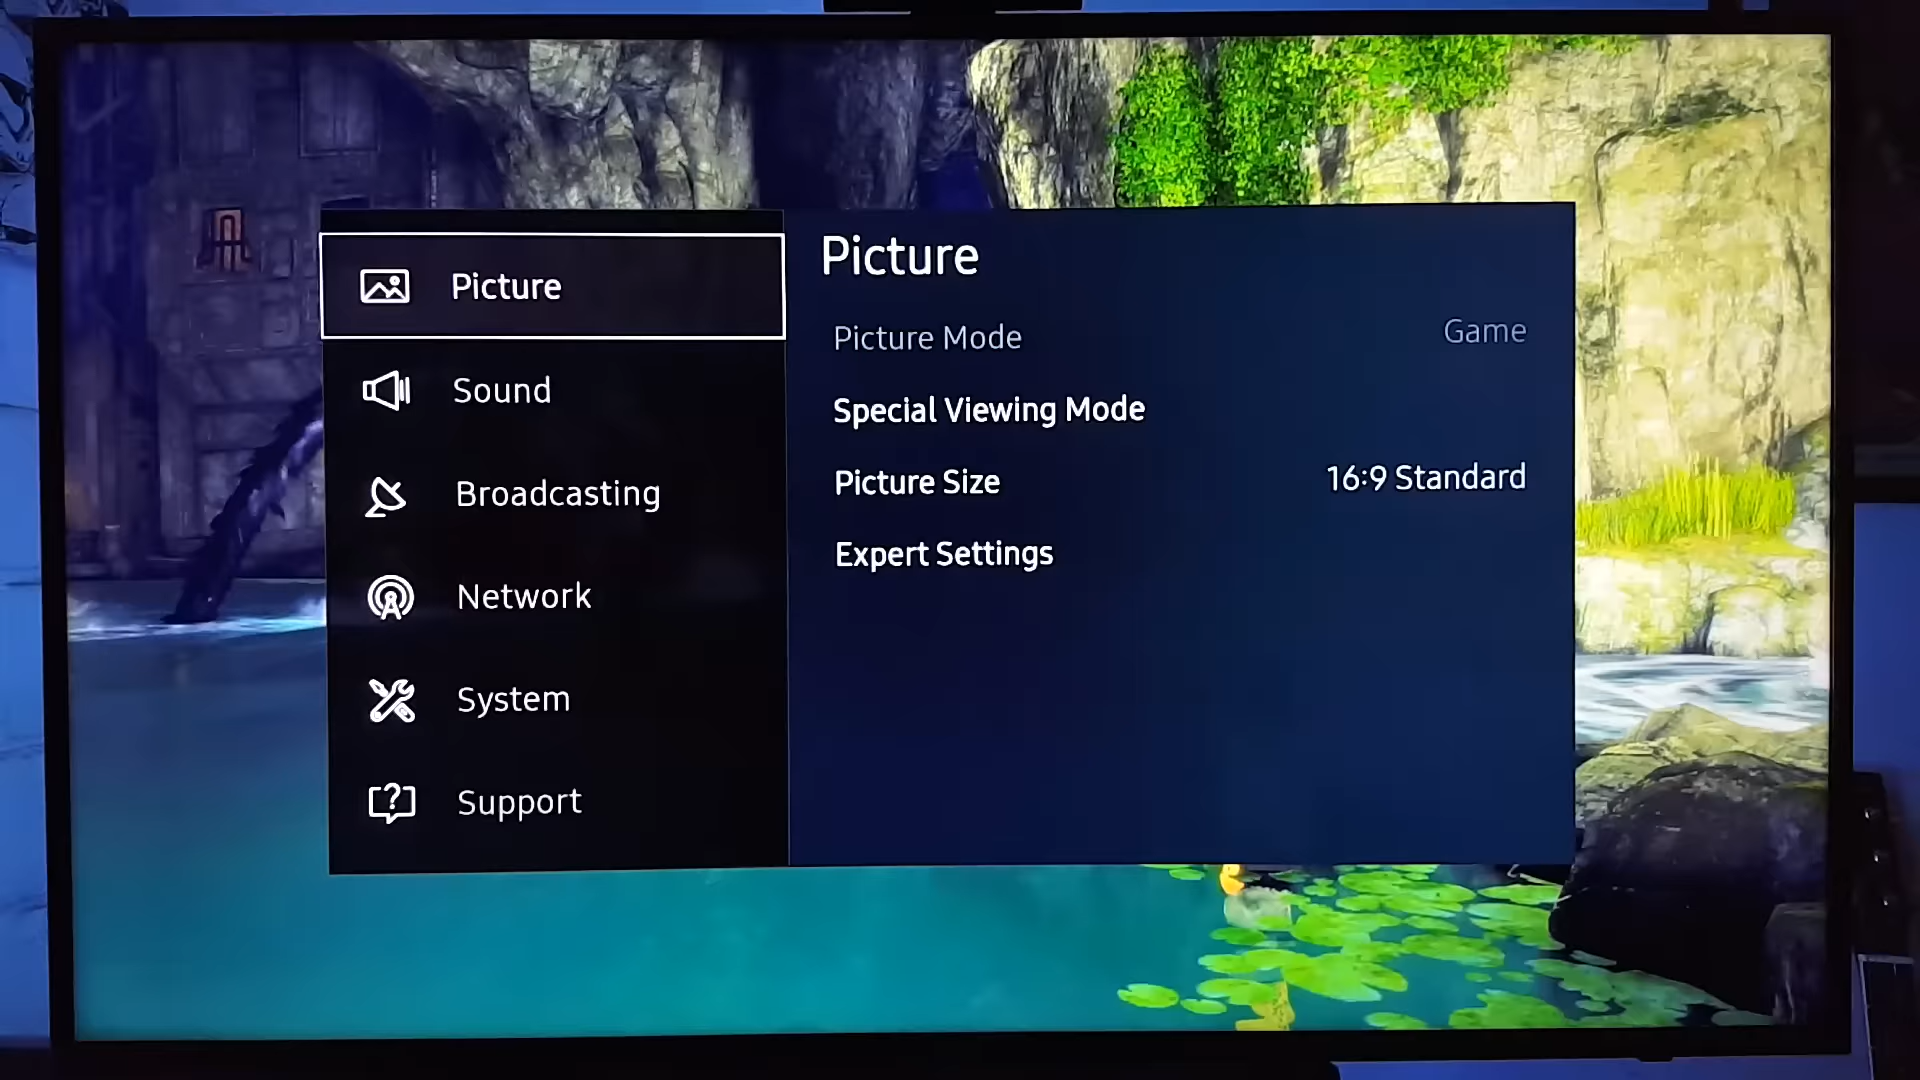 Picture
Sound
Broadcasting
Network
System
Support
Picture
Picture Mode Game
Special Viewing Mode
Picture Size 16:9 Standard
Expert Settings